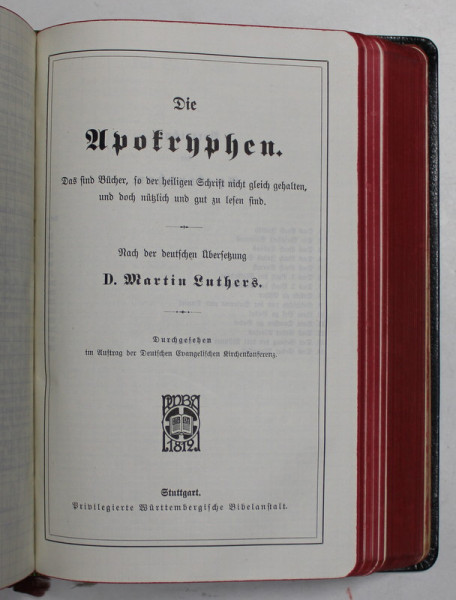 Die
Apokryphen.
Das sind Bücher, so der heiligen Schrift nicht gleich gehalten,
und doch nützlich und gut zu lesen sind.
Nach der deutschen Übersetzung
D. Martin Luthers.
Durchgesehen
im Auftrag der Deutschen Evangelischen Kirchenkonferenz.
PWBA
1812
Stuttgart.
Privilegierte Württembergische Bibelanstalt.